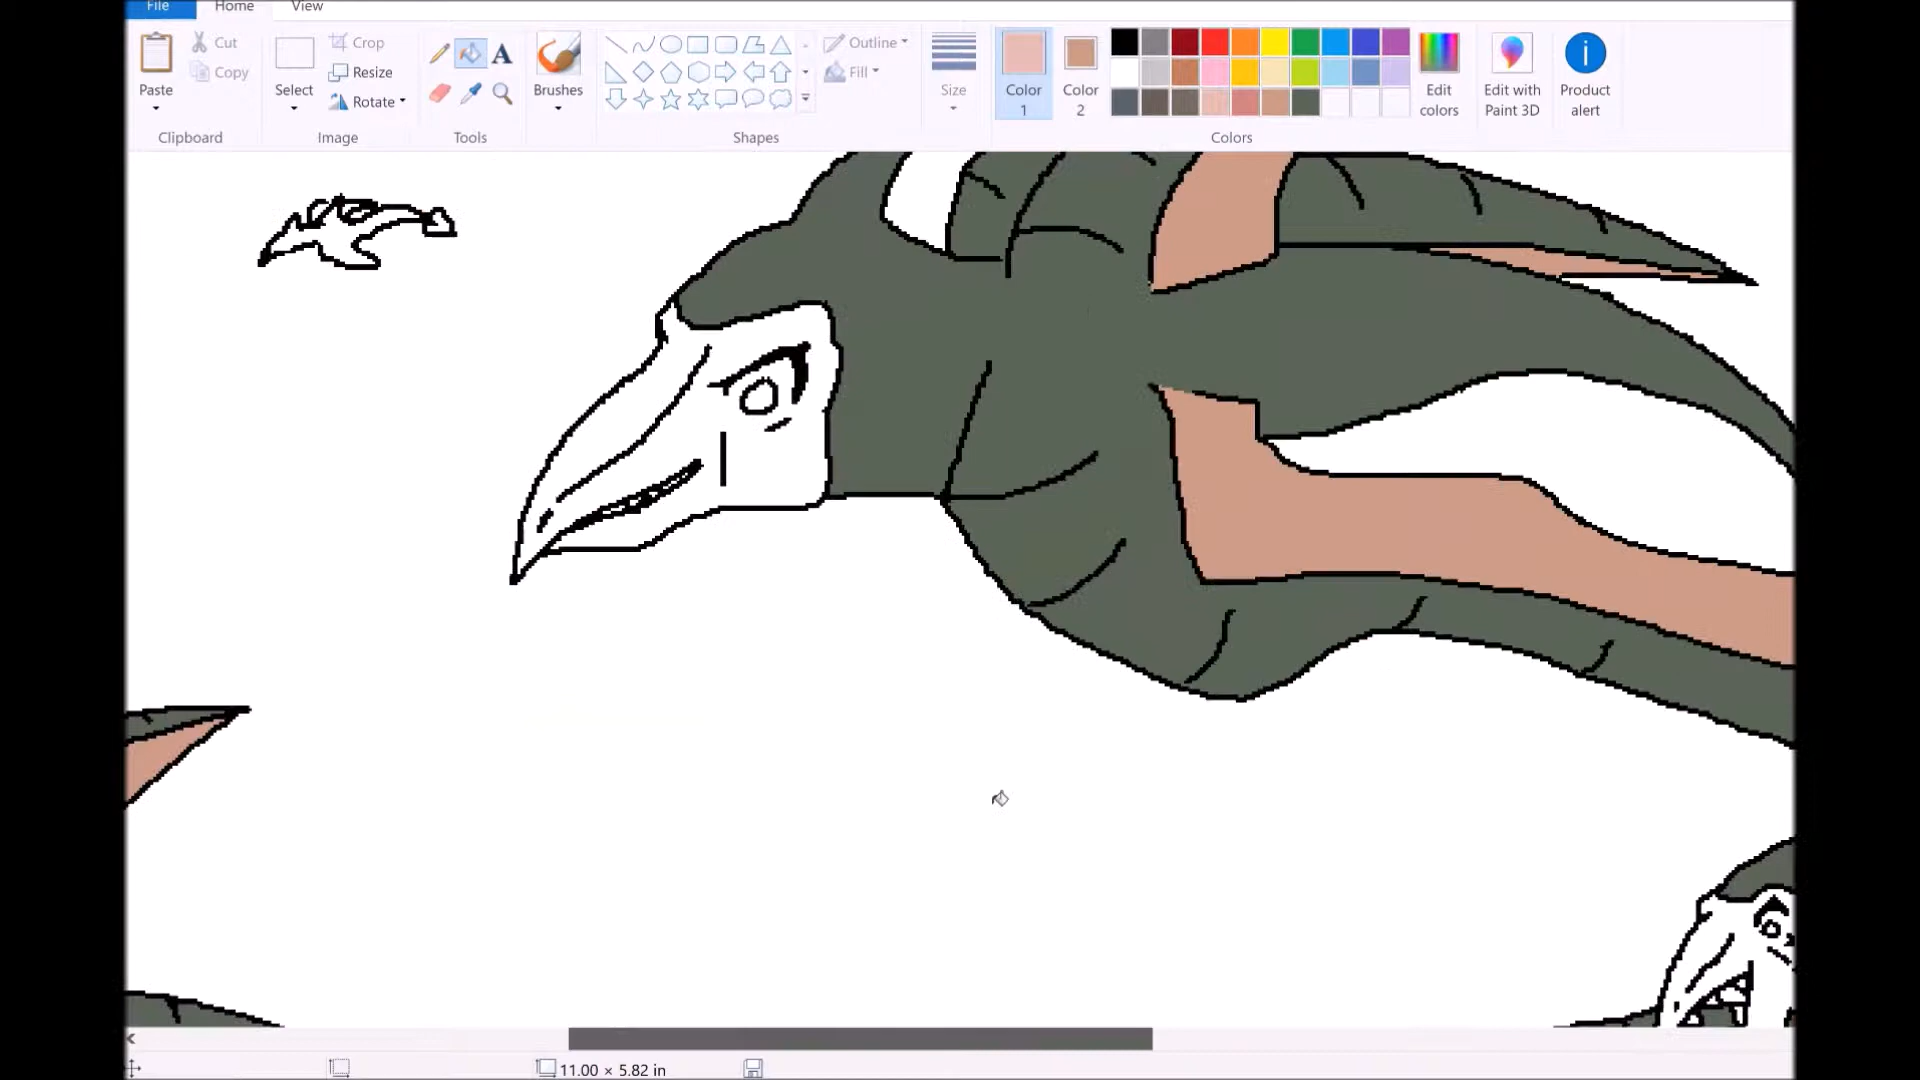 File Home View
Paste
Cut
Copy
Clipboard
Select
Crop
Resize
Rotate
Image
A
Tools
Brushes
Shapes
Outline
Fill
Size
Color
1
Color
2
Colors
Edit
colors
Edit with
Paint 3D
Product
alert
11.00 × 5.82 in